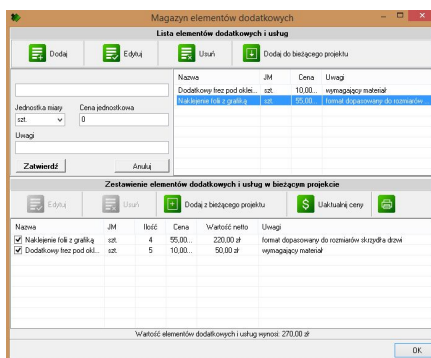 Magazyn elementów dodatkowych
Lista elementów dodatkowych i usług
Dodaj Edytuj Usuń Dodaj do bieżącego projektu
Nazwa JM Cena Uwagi
Dodatkowy frez pod oklei... szt. 10,00... wymagający materiał
Naklejenie folii z grafiką szt. 55,00... format dopasowany do rozmiarów ...
Jednostka miary Cena jednostkowa
szt. 0
Uwagi
Zatwierdź Anuluj
Zestawienie elementów dodatkowych i usług w bieżącym projekcie
Edytuj Usuń Dodaj z bieżącego projektu Uaktualnij ceny
Nazwa JM Ilość Cena Wartość netto Uwagi
Naklejenie folii z grafiką szt. 4 55,00... 220,00 zł format dopasowany do rozmiarów skrzydła drzwi
Dodatkowy frez pod okl... szt. 5 10,00... 50,00 zł wymagający materiał
Wartość elementów dodatkowych i usług wynosi: 270,00 zł
OK